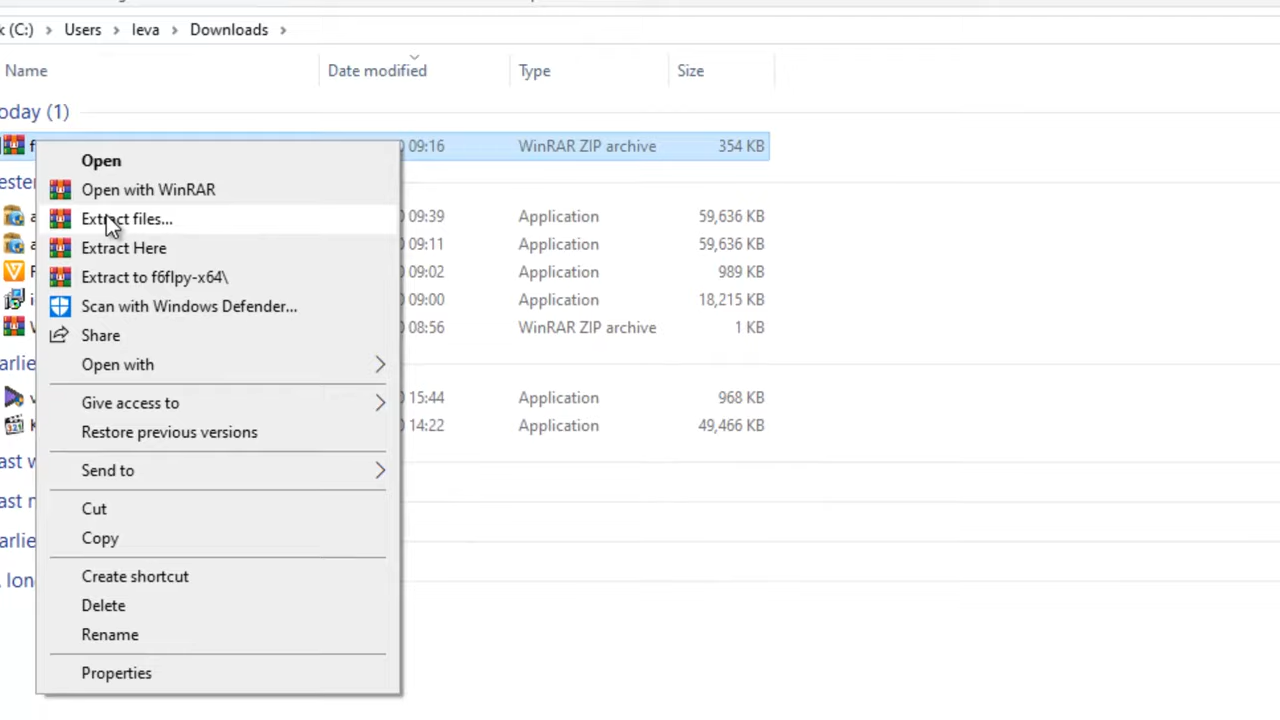 (C:) > Users > leva > Downloads >
Name Date modified Type Size
oday (1)
09:16 WinRAR ZIP archive 354 KB
Open
Open with WinRAR
09:39 Application 59,636 KB
Extract files...
09:11 Application 59,636 KB
Extract Here
09:02 Application 989 KB
Extract to f6flpy-x64\
09:00 Application 18,215 KB
Scan with Windows Defender...
08:56 WinRAR ZIP archive 1 KB
Share
Open with
15:44 Application 968 KB
Give access to
14:22 Application 49,466 KB
Restore previous versions
Send to
Cut
Copy
Create shortcut
Delete
Rename
Properties